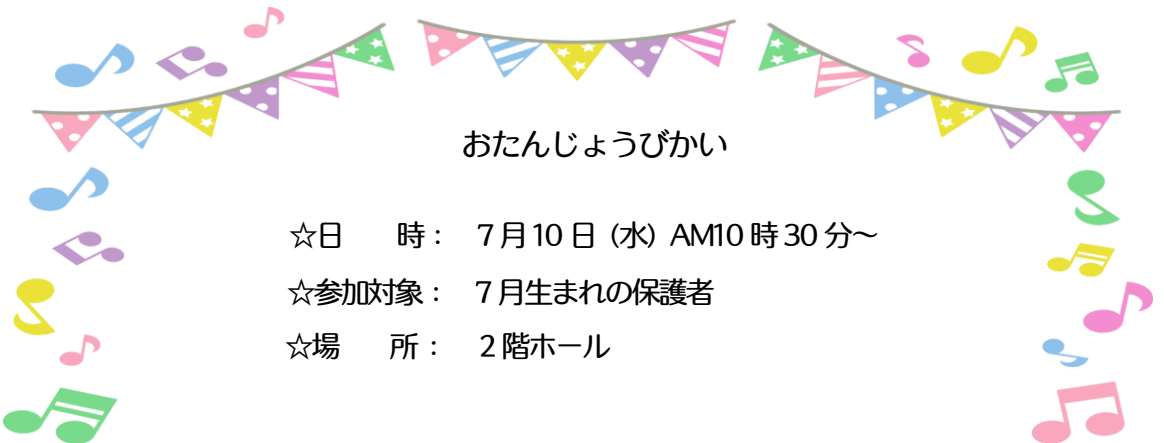 おたんじょうびかい
☆日　　時：　７月10日（水）AM10時30分～
☆参加対象：　７月生まれの保護者
☆場　　所：　２階ホール